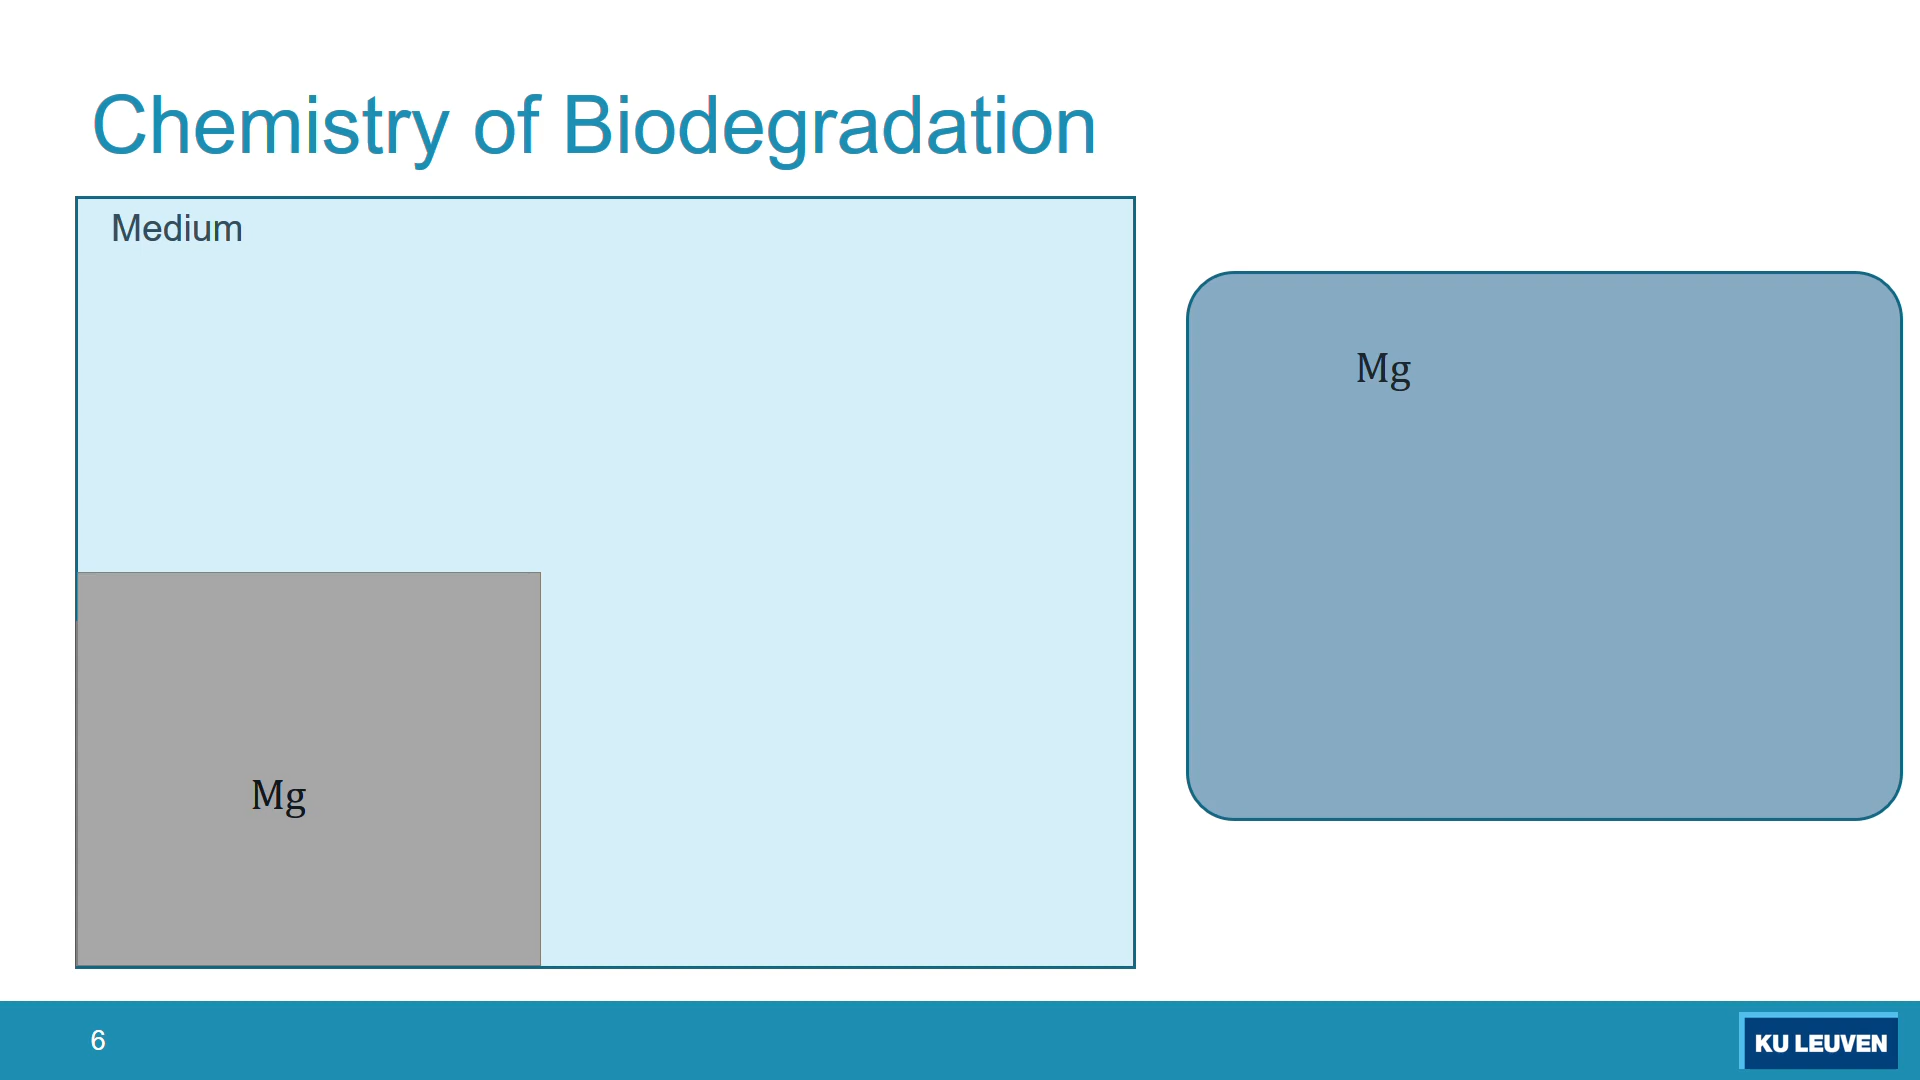 Chemistry of Biodegradation
Medium
Mg
Mg
6
KU LEUVEN